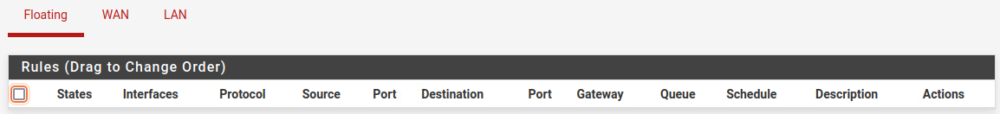 Floating WAN LAN
Rules (Drag to Change Order)
States Interfaces Protocol Source Port Destination Port Gateway Queue Schedule Description Actions